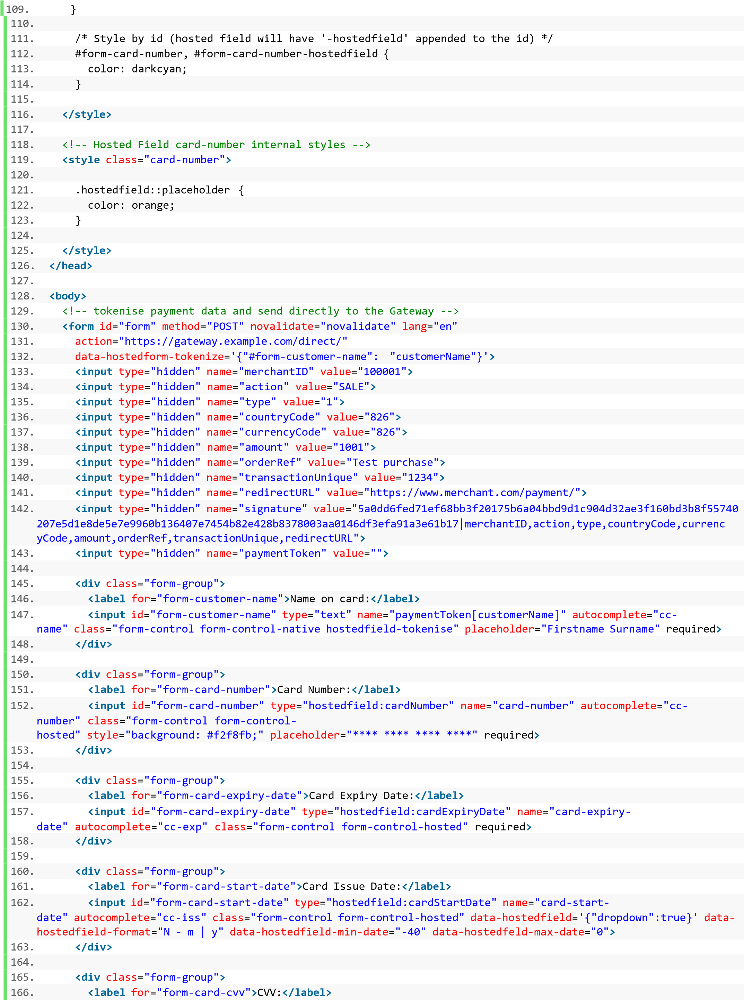 109.      }
110.
111.      /* Style by id (hosted field will have '-hostedfield' appended to the id) */
112.      #form-card-number, #form-card-number-hostedfield {
113.        color: darkcyan;
114.      }
115.
116.    </style>
117.
118.    <!-- Hosted Field card-number internal styles -->
119.    <style class="card-number">
120.
121.      .hostedfield::placeholder {
122.        color: orange;
123.      }
124.
125.    </style>
126.  </head>
127.
128.  <body>
129.    <!-- tokenise payment data and send directly to the Gateway -->
130.    <form id="form" method="POST" novalidate="novalidate" lang="en"
131.      action="https://gateway.example.com/direct/"
132.      data-hostedform-tokenize='{"#form-customer-name":  "customerName"}'>
133.      <input type="hidden" name="merchantID" value="100001">
134.      <input type="hidden" name="action" value="SALE">
135.      <input type="hidden" name="type" value="1">
136.      <input type="hidden" name="countryCode" value="826">
137.      <input type="hidden" name="currencyCode" value="826">
138.      <input type="hidden" name="amount" value="1001">
139.      <input type="hidden" name="orderRef" value="Test purchase">
140.      <input type="hidden" name="transactionUnique" value="1234">
141.      <input type="hidden" name="redirectURL" value="https://www.merchant.com/payment/">
142.      <input type="hidden" name="signature" value="5a0dd6fed71ef68bb3f20175b6a04bbd9d1c904d32ae3f160bd3b8f55740
207e5d1e8de5e7e9960b136407e7454b82e428b8378003aa0146df3efa91a3e61b17|merchantID,action,type,countryCode,currenc
yCode,amount,orderRef,transactionUnique,redirectURL">
143.      <input type="hidden" name="paymentToken" value="">
144.
145.      <div class="form-group">
146.        <label for="form-customer-name">Name on card:</label>
147.        <input id="form-customer-name" type="text" name="paymentToken[customerName]" autocomplete="cc-
name" class="form-control form-control-native hostedfield-tokenise" placeholder="Firstname Surname" required>
148.      </div>
149.
150.      <div class="form-group">
151.        <label for="form-card-number">Card Number:</label>
152.        <input id="form-card-number" type="hostedfield:cardNumber" name="card-number" autocomplete="cc-
number" class="form-control form-control-
hosted" style="background: #f2f8fb;" placeholder="**** **** **** ****" required>
153.      </div>
154.
155.      <div class="form-group">
156.        <label for="form-card-expiry-date">Card Expiry Date:</label>
157.        <input id="form-card-expiry-date" type="hostedfield:cardExpiryDate" name="card-expiry-
date" autocomplete="cc-exp" class="form-control form-control-hosted" required>
158.      </div>
159.
160.      <div class="form-group">
161.        <label for="form-card-start-date">Card Issue Date:</label>
162.        <input id="form-card-start-date" type="hostedfield:cardStartDate" name="card-start-
date" autocomplete="cc-iss" class="form-control form-control-hosted" data-hostedfield='{"dropdown":true}' data-
hostedfield-format="N - m | y" data-hostedfield-min-date="-40" data-hostedfeld-max-date="0">
163.      </div>
164.
165.      <div class="form-group">
166.        <label for="form-card-cvv">CVV:</label>